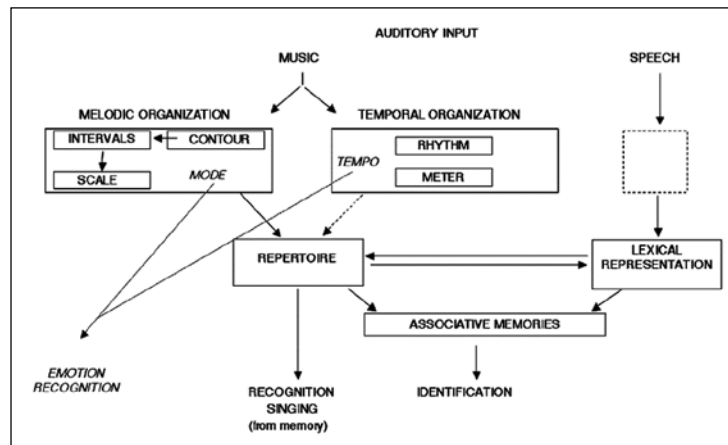 AUDITORY INPUT
MUSIC
SPEECH
MELODIC ORGANIZATION
TEMPORAL ORGANIZATION
INTERVALS
CONTOUR
RHYTHM
TEMPO
SCALE
MODE
METER
REPERTOIRE
LEXICAL
REPRESENTATION
ASSOCIATIVE MEMORIES
EMOTION
RECOGNITION
RECOGNITION
SINGING
(from memory)
IDENTIFICATION